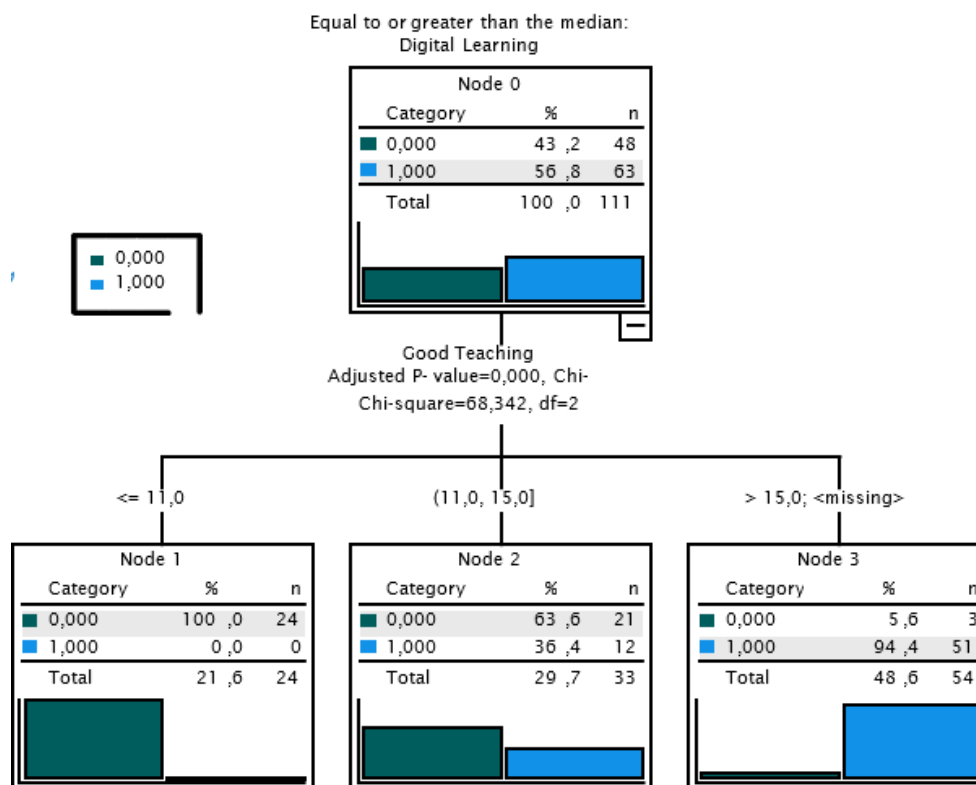 Equal to or greater than the median:
Digital Learning
Node 0
Category % n
0,000 43 ,2 48
1,000 56 ,8 63
Total 100 ,0 111
0,000
1,000
Good Teaching
Adjusted P- value=0,000, Chi-
Chi-square=68,342, df=2
<= 11,0
(11,0, 15,0]
> 15,0; <missing>
Node 1
Category % n
0,000 100 ,0 24
1,000 0 ,0 0
Total 21 ,6 24
Node 2
Category % n
0,000 63 ,6 21
1,000 36 ,4 12
Total 29 ,7 33
Node 3
Category % n
0,000 5 ,6 3
1,000 94 ,4 51
Total 48 ,6 54